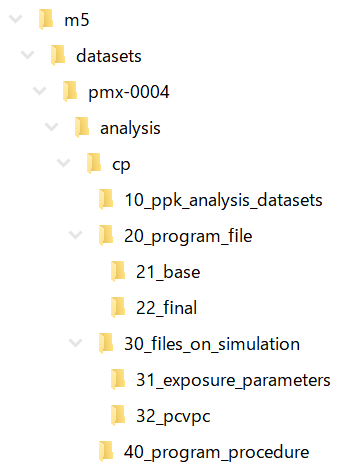 m5
datasets
pmx-0004
analysis
cp
10_ppk_analysis_datasets
20_program_file
21_base
22_final
30_files_on_simulation
31_exposure_parameters
32_pcvpc
40_program_procedure